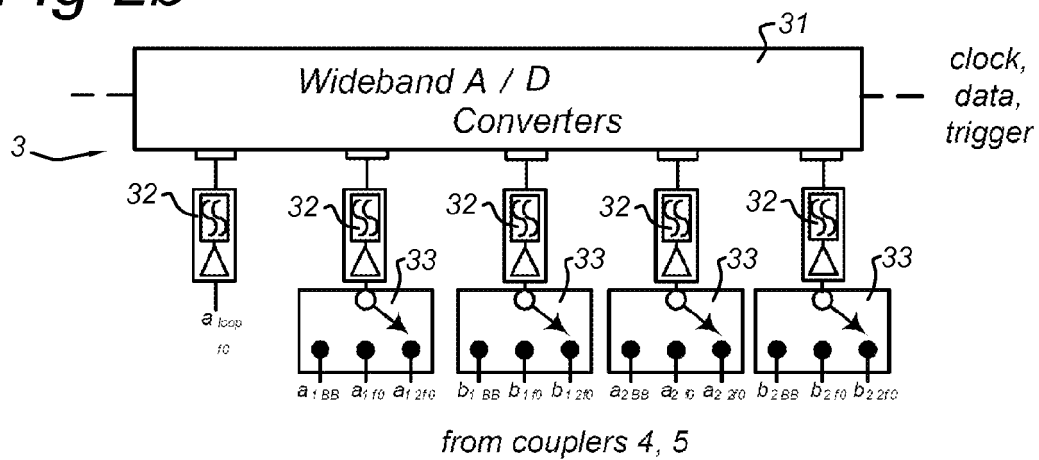 Fig 2b
31
Wideband A / D
Converters
clock,
data,
trigger
3
32 32 32 32 32
33 33 33 33
a loop
f0
a1 BB a1 f0 a1 2f0 b1 BB b1 f0 b1 2f0 a2 BB a2 f0 a2 2f0 b2 BB b2 f0 b2 2f0
from couplers 4, 5